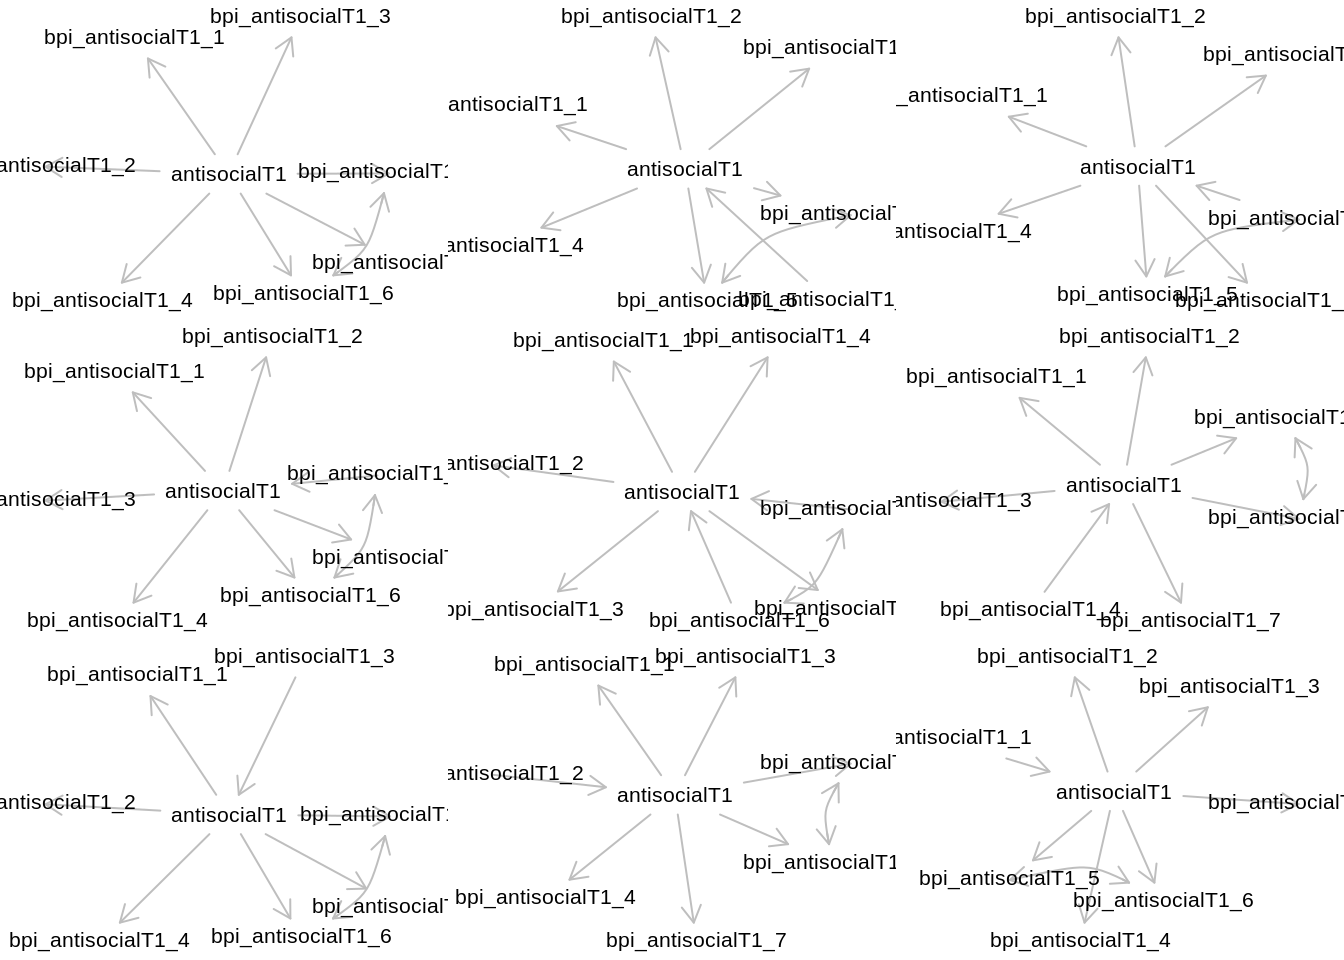 bpi_antisocialT1_3
bpi_antisocialT1_1
antisocialT1_2
antisocialT1
bpi_antisocialT1
bpi_antisocialT
bpi_antisocialT1_4
bpi_antisocialT1_6
bpi_antisocialT1_2
bpi_antisocialT1
antisocialT1_1
antisocialT1
bpi_antisocialT
antisocialT1_4
bpi_antisocialT1_5
bpi_antisocialT1_
bpi_antisocialT1_2
bpi_antisocialT
_antisocialT1_1
antisocialT1
bpi_antisocialT
antisocialT1_4
bpi_antisocialT1_5
bpi_antisocialT1_
bpi_antisocialT1_2
bpi_antisocialT1_1
bpi_antisocialT1_
antisocialT1
antisocialT1_3
bpi_antisocialT
bpi_antisocialT1_6
bpi_antisocialT1_4
bpi_antisocialT1_1
bpi_antisocialT1_4
antisocialT1_2
antisocialT1
bpi_antisocialT
bpi_antisocialT1_3
bpi_antisocialT
bpi_antisocialT1_6
bpi_antisocialT1_2
bpi_antisocialT1_1
bpi_antisocialT1
antisocialT1
antisocialT1_3
bpi_antisocialT
bpi_antisocialT1_4
bpi_antisocialT1_7
bpi_antisocialT1_3
bpi_antisocialT1_1
antisocialT1_2
antisocialT1
bpi_antisocialT1
bpi_antisocialT
bpi_antisocialT1_4
bpi_antisocialT1_6
bpi_antisocialT1_1
bpi_antisocialT1_3
bpi_antisocialT
antisocialT1_2
antisocialT1
bpi_antisocialT1
bpi_antisocialT1_4
bpi_antisocialT1_7
bpi_antisocialT1_2
bpi_antisocialT1_3
antisocialT1_1
antisocialT1
bpi_antisocialT
bpi_antisocialT1_5
bpi_antisocialT1_6
bpi_antisocialT1_4